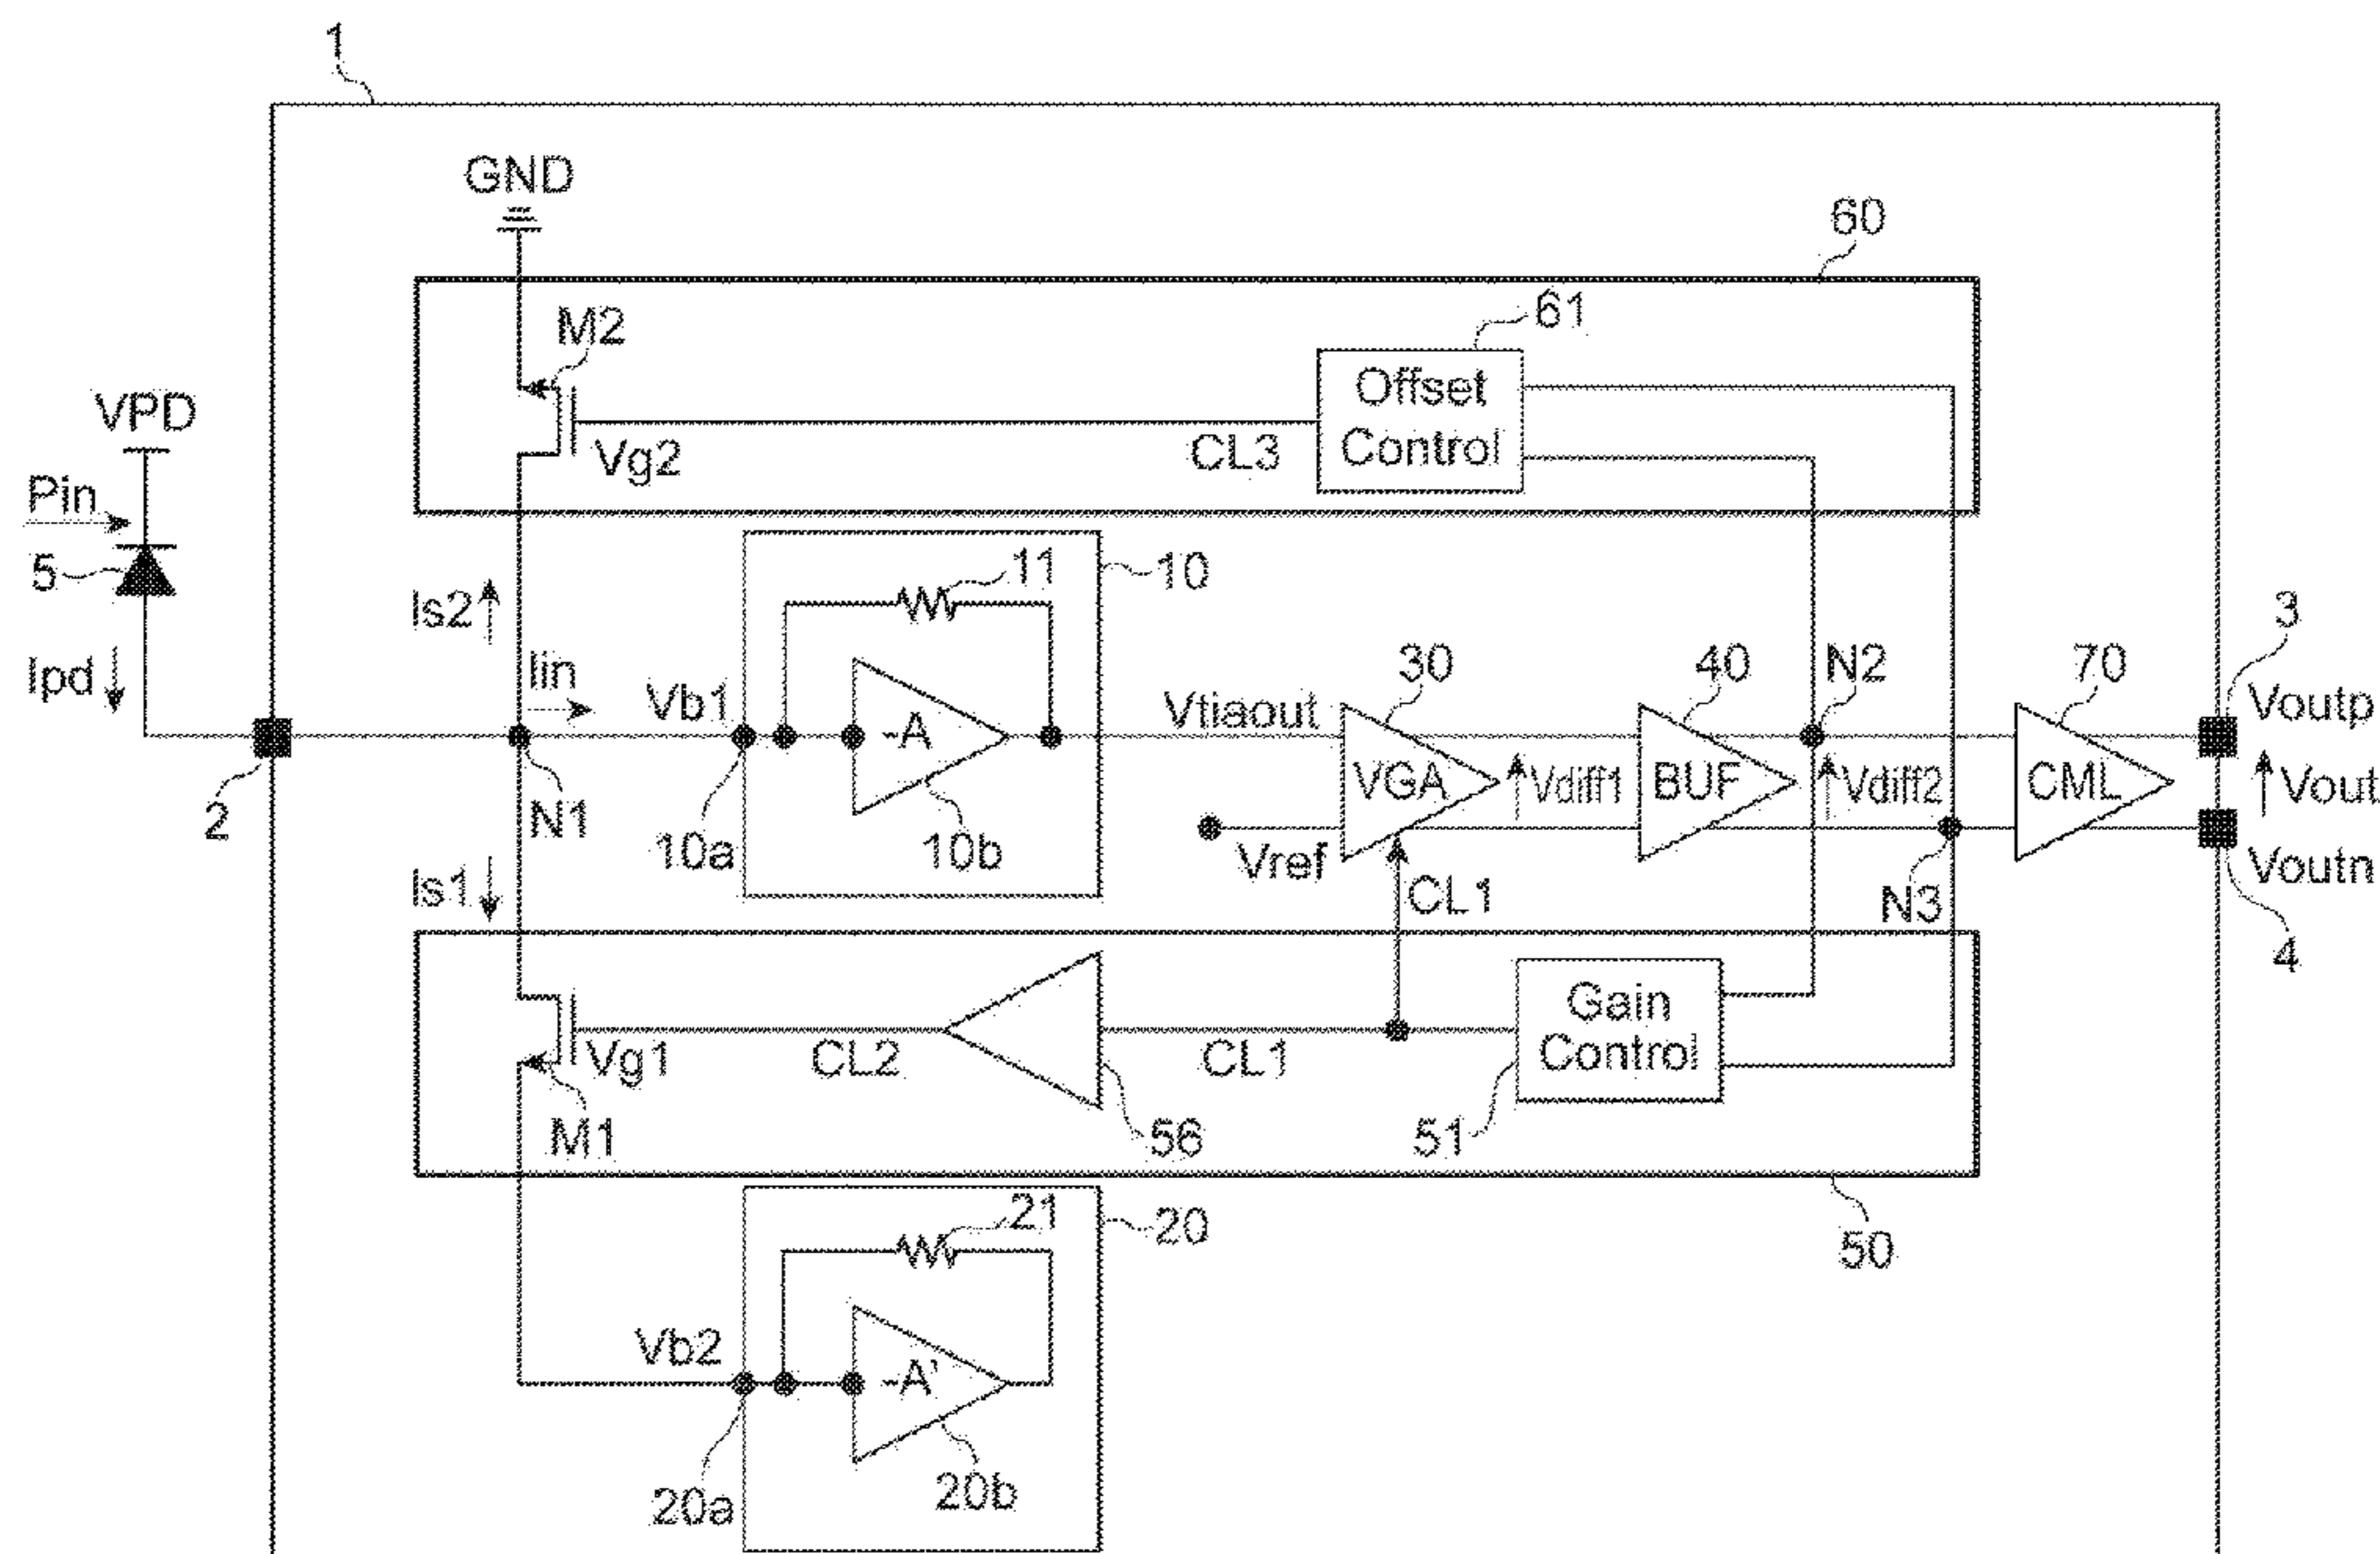 1
GND
60
M2
61
Offset
Control
VPD
Vg2
CL3
Pin
5
11
10
Is2
Ipd
Iin
Vb1
Vtiaout
30
40
N2
70
3
Voutp
-A
VGA
Vdiff1
BUF
Vdiff2
CML
Vout
2
N1
10a
10b
Vref
Voutn
Is1
CL1
N3
4
Gain
Control
Vg1
CL2
CL1
M1
56
51
21
20
50
Vb2
-A'
20a
20b